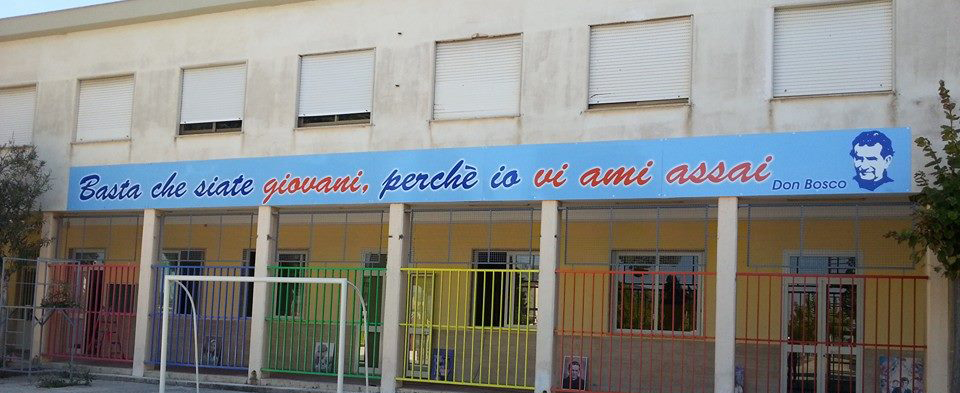 Basta che siate giovani, perchè io vi ami assai
Don Bosco